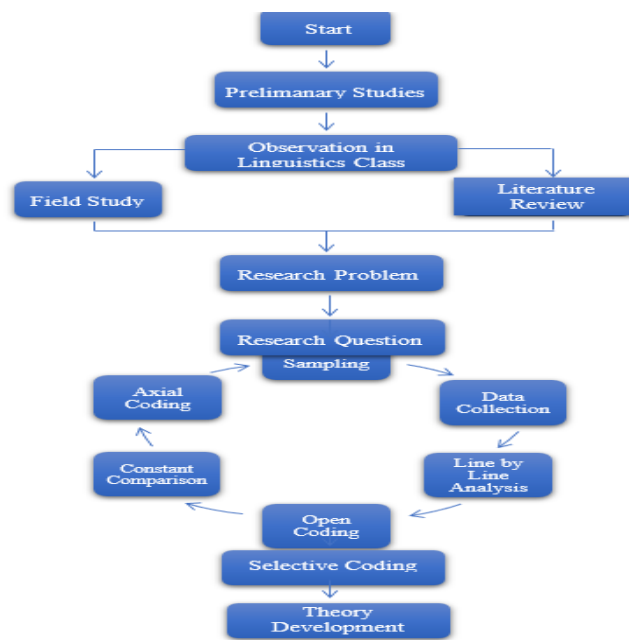 Start
Prelimanary Studies
Observation in
Linguistics Class
Field Study
Literature
Review
Research Problem
Research Question
Sampling
Axial
Coding
Data
Collection
Constant
Comparison
Line by
Line
Analysis
Open
Coding
Selective Coding
Theory
Development